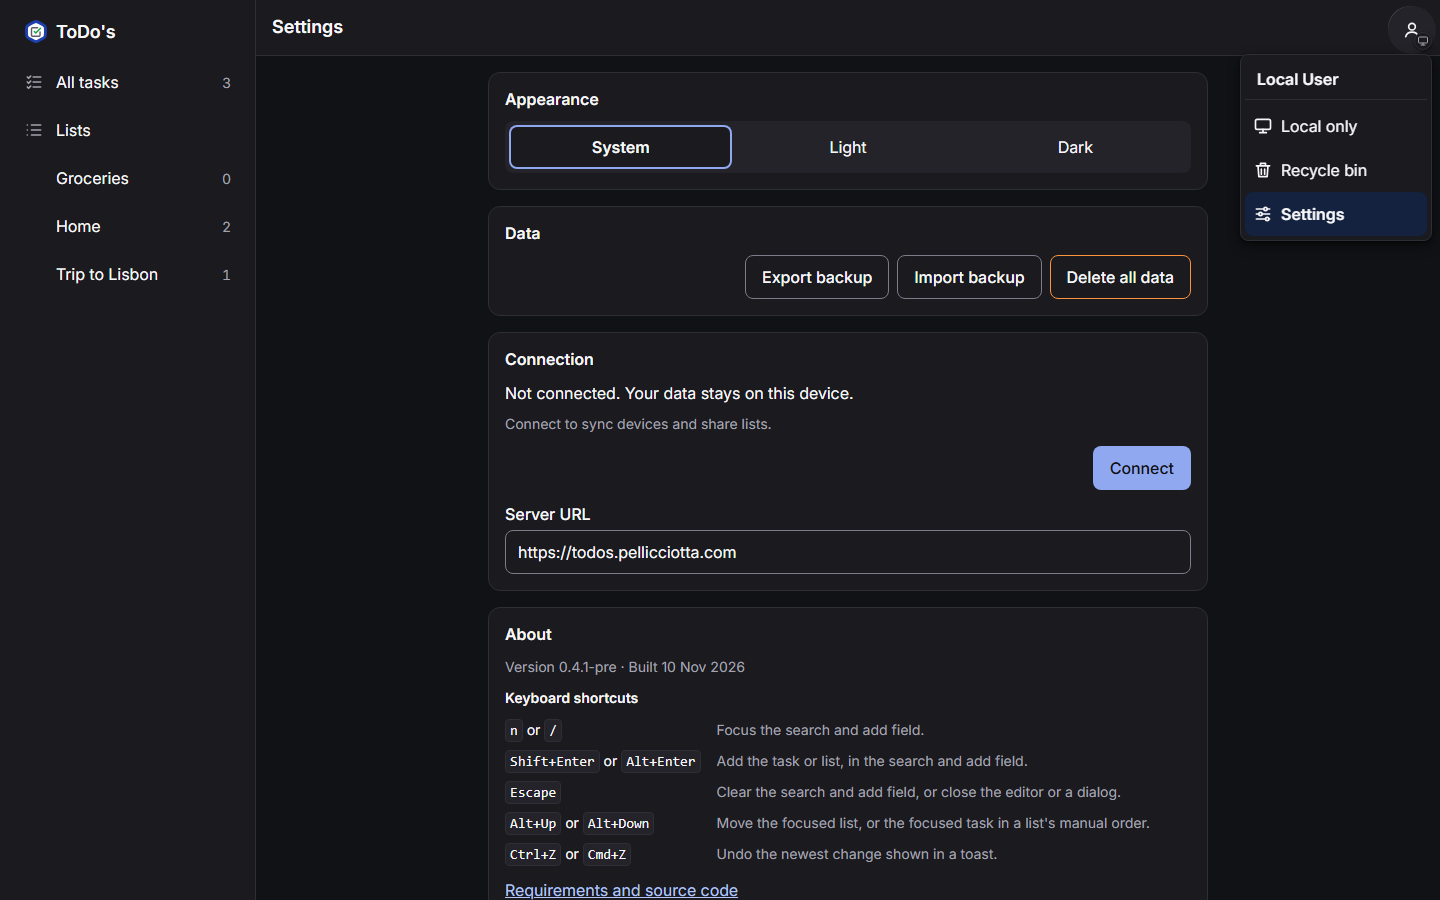 ToDo's
All tasks 3
Lists
Groceries 0
Home 2
Trip to Lisbon 1
Settings
Local User
Local only
Recycle bin
Settings
Appearance
System Light Dark
Data
Export backup Import backup Delete all data
Connection
Not connected. Your data stays on this device.
Connect to sync devices and share lists.
Connect
Server URL
https://todos.pellicciotta.com
About
Version 0.4.1-pre · Built 10 Nov 2026
Keyboard shortcuts
n or / Focus the search and add field.
Shift+Enter or Alt+Enter Add the task or list, in the search and add field.
Escape Clear the search and add field, or close the editor or a dialog.
Alt+Up or Alt+Down Move the focused list, or the focused task in a list's manual order.
Ctrl+Z or Cmd+Z Undo the newest change shown in a toast.
Requirements and source code